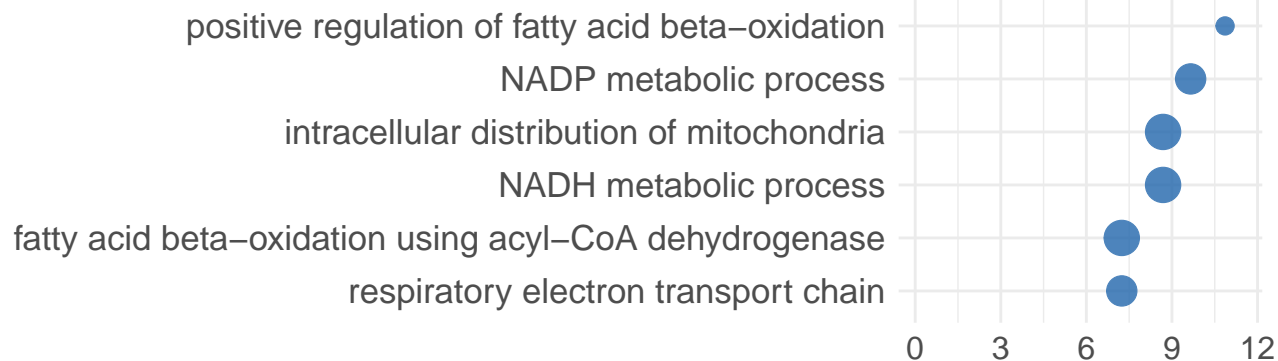 positive regulation of fatty acid beta−oxidation
NADP metabolic process
intracellular distribution of mitochondria
NADH metabolic process
fatty acid beta−oxidation using acyl−CoA dehydrogenase
respiratory electron transport chain
0 3 6 9 12